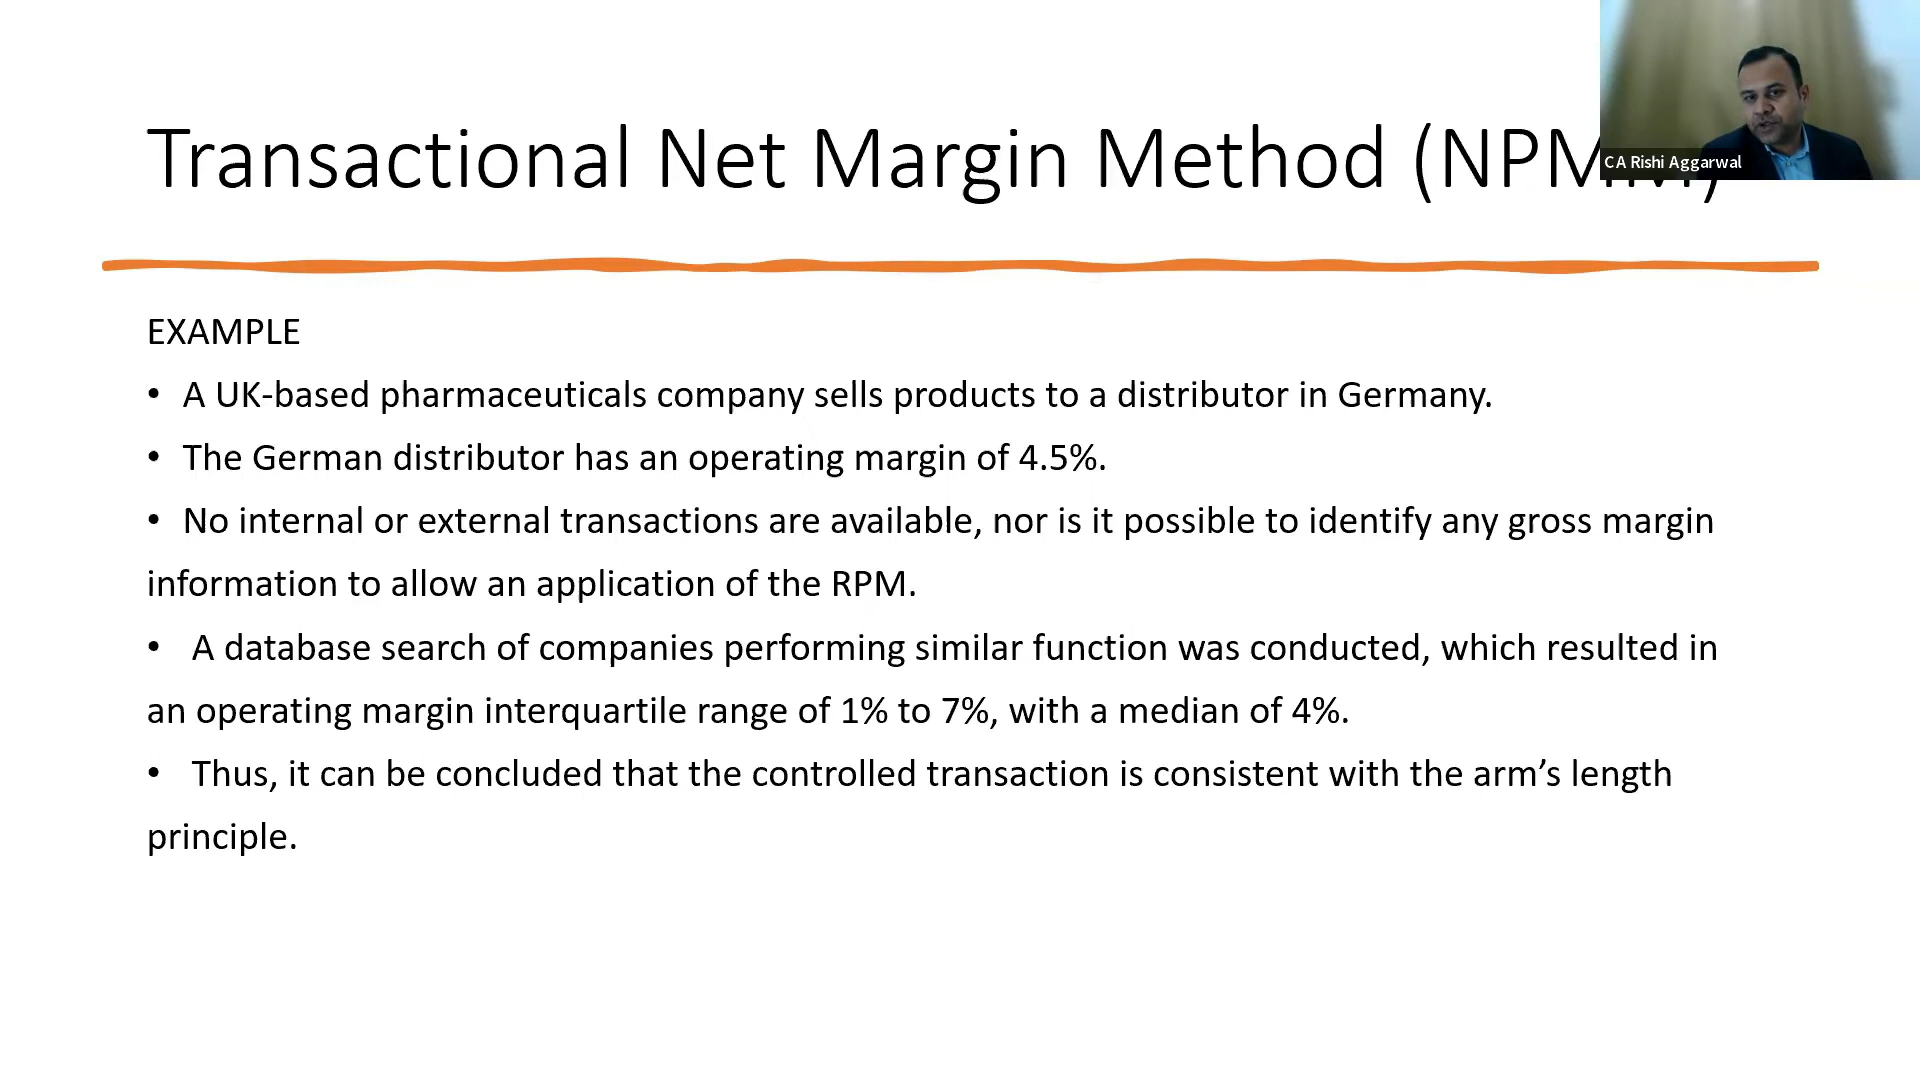 Transactional Net Margin Method (NPMM)
CA Rishi Aggarwal
EXAMPLE
• A UK-based pharmaceuticals company sells products to a distributor in Germany.
• The German distributor has an operating margin of 4.5%.
• No internal or external transactions are available, nor is it possible to identify any gross margin
information to allow an application of the RPM.
• A database search of companies performing similar function was conducted, which resulted in
an operating margin interquartile range of 1% to 7%, with a median of 4%.
• Thus, it can be concluded that the controlled transaction is consistent with the arm’s length
principle.